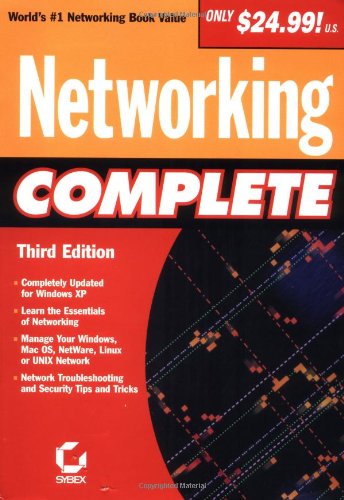 World's #1 Networking Book Value
ONLY $24.99! U.S.
Networking
COMPLETE
Third Edition
Completely Updated
for Windows XP
Learn the Essentials
of Networking
Manage Your Windows,
Mac OS, NetWare, Linux
or UNIX Network
Network Troubleshooting
and Security Tips and Tricks
SYBEX
Copyrighted Material